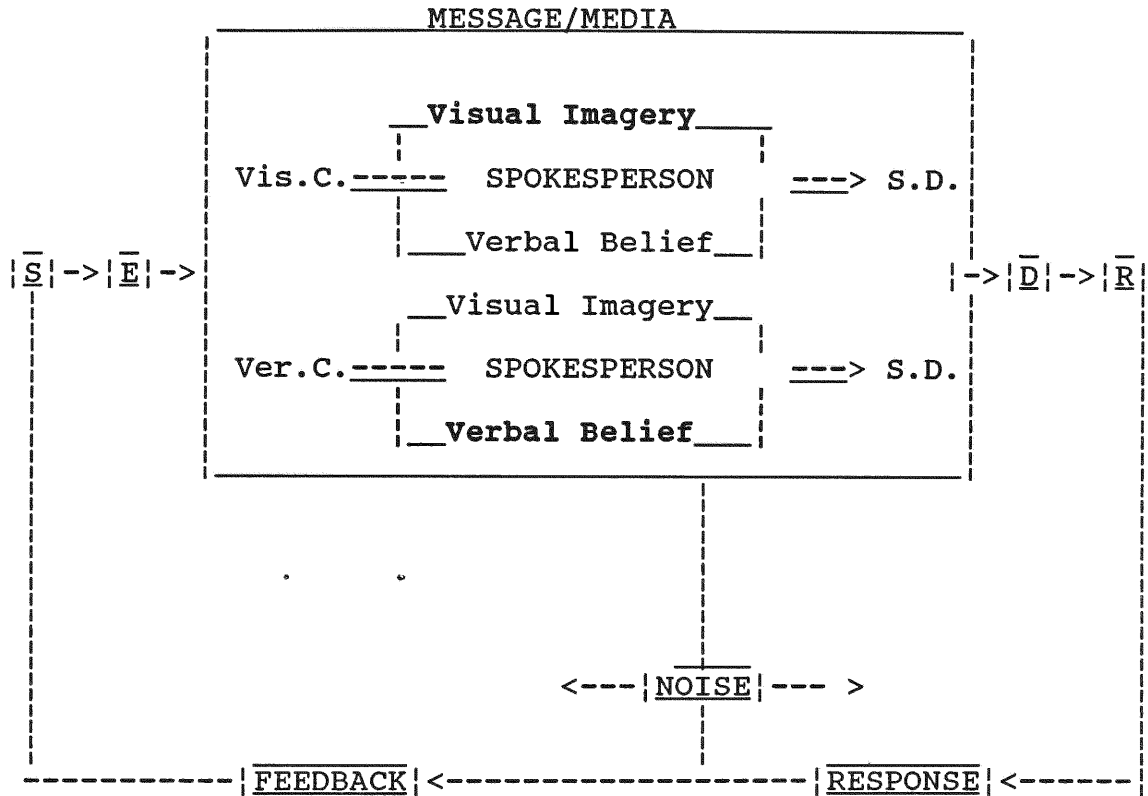 MESSAGE/MEDIA
Visual Imagery
Vis.C. SPOKESPERSON ---> S.D.
Verbal Belief
|S|->|E|-> |->|D|->|R|
Visual Imagery
Ver.C. SPOKESPERSON ---> S.D.
Verbal Belief
<---|NOISE|--- >
|FEEDBACK|<--------------------|RESPONSE|<------